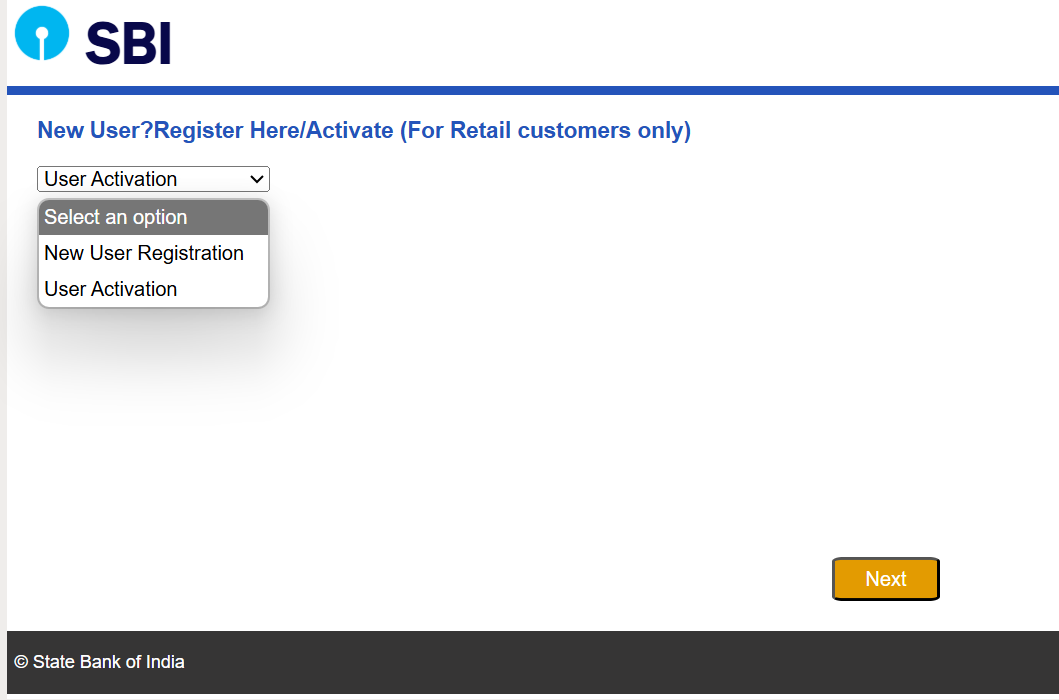 SBI
New User?Register Here/Activate (For Retail customers only)
User Activation
Select an option
New User Registration
User Activation
Next
© State Bank of India